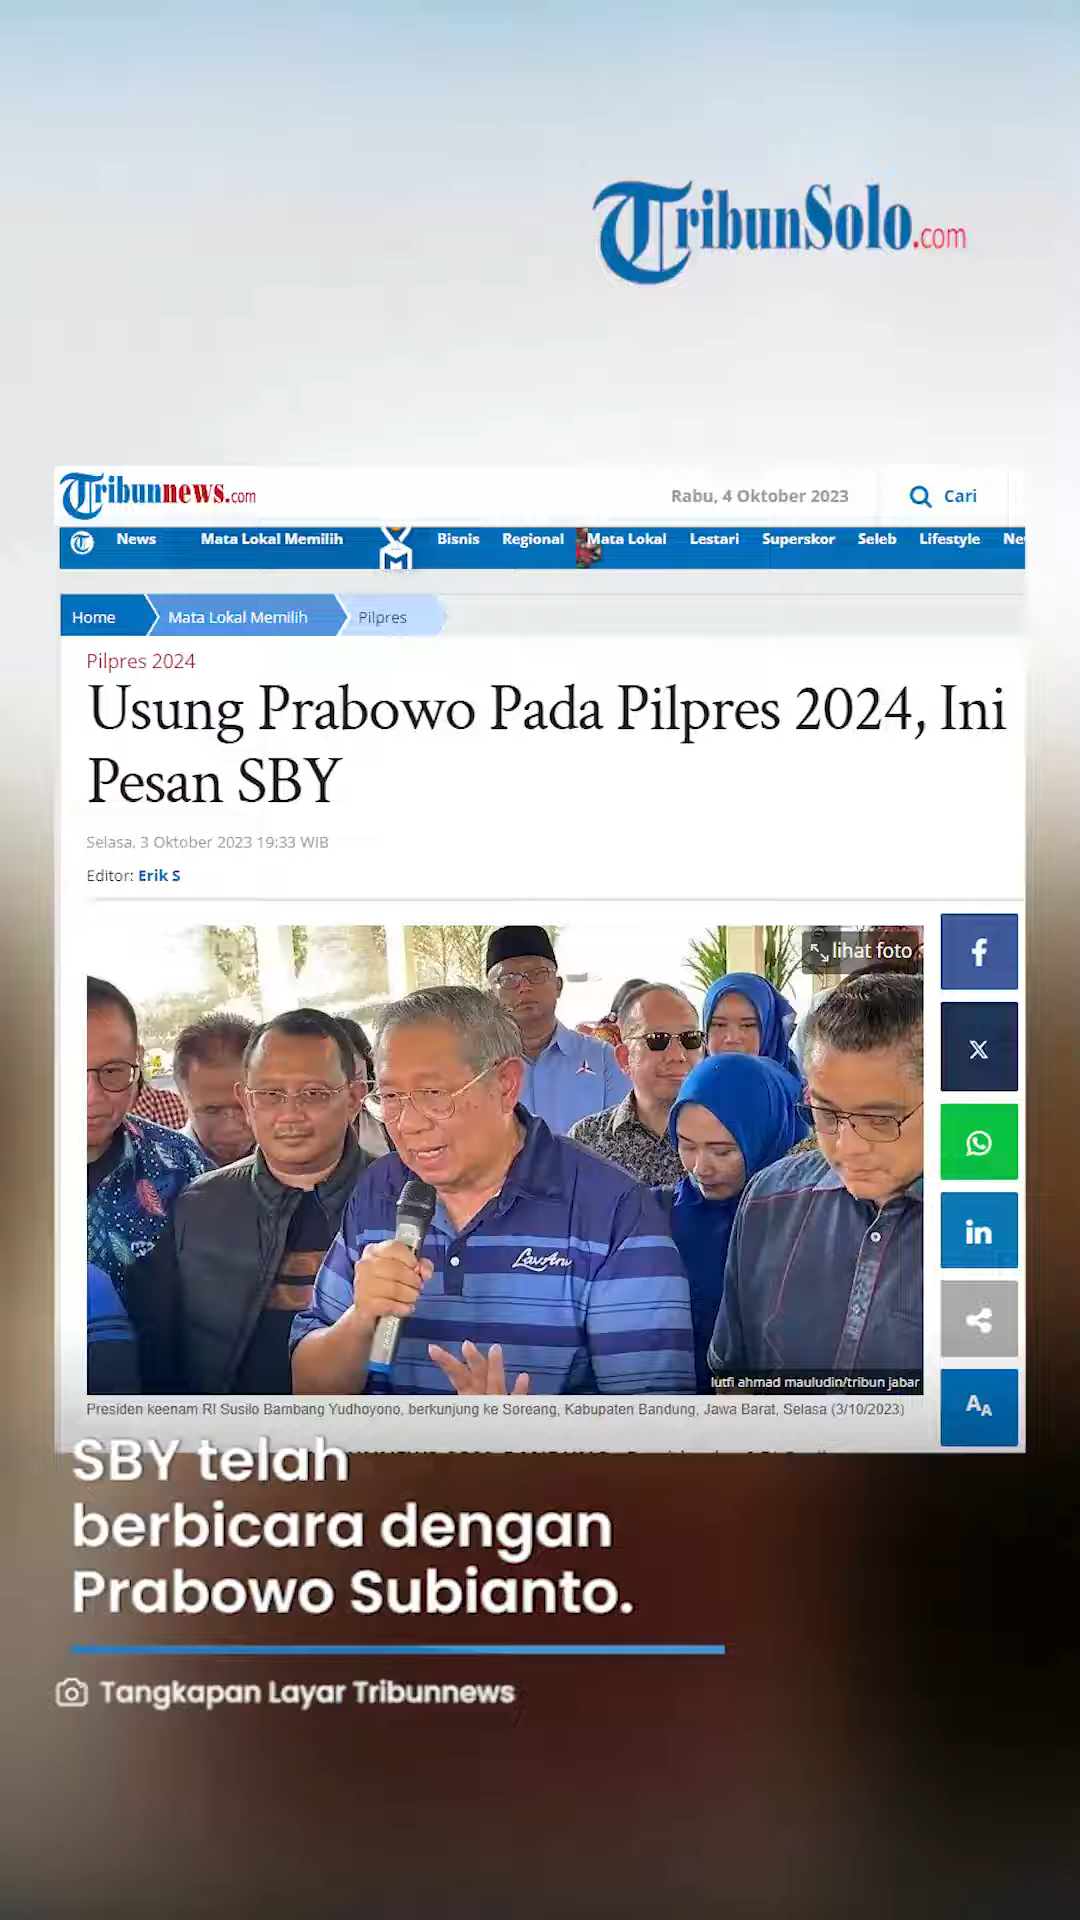 TribunSolo.com
Tribunnews.com
Rabu, 4 Oktober 2023
Cari
News Mata Lokal Memilih Bisnis Regional Mata Lokal Lestari Superskor Seleb Lifestyle
Home Mata Lokal Memilih Pilpres
Pilpres 2024
Usung Prabowo Pada Pilpres 2024, Ini
Pesan SBY
Selasa, 3 Oktober 2023 19:33 WIB
Editor: Erik S
lihat foto
lutfi ahmad mauludin/tribun jabar
Presiden keenam RI Susilo Bambang Yudhoyono, berkunjung ke Soreang, Kabupaten Bandung, Jawa Barat, Selasa (3/10/2023)
AA
SBY telah
berbicara dengan
Prabowo Subianto.
Tangkapan Layar Tribunnews